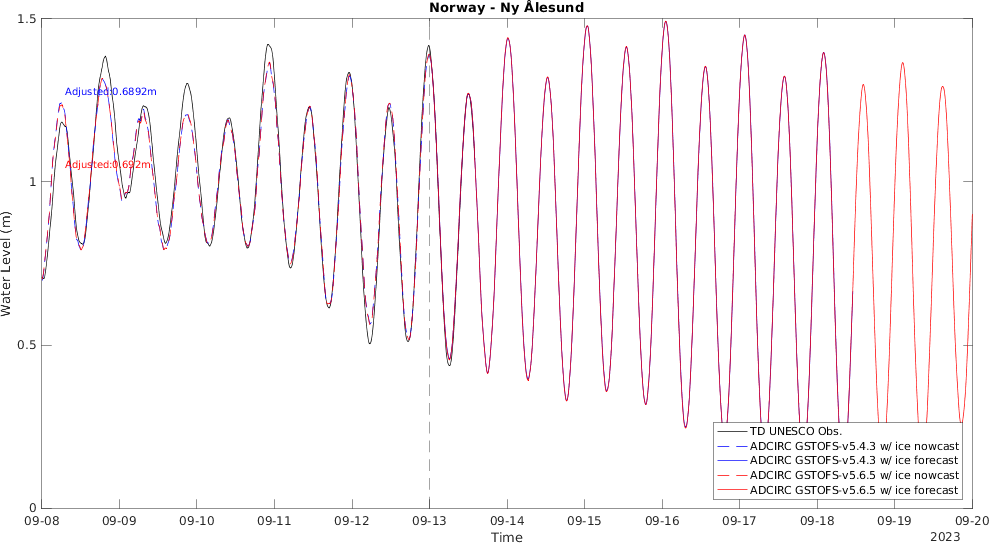 Norway - Ny Ålesund
1.5
1
0.5
0
Water Level (m)
Adjusted:0.6892m
Adjusted:0.692m
TD UNESCO Obs.
ADCIRC GSTOFS-v5.4.3 w/ ice nowcast
ADCIRC GSTOFS-v5.4.3 w/ ice forecast
ADCIRC GSTOFS-v5.6.5 w/ ice nowcast
ADCIRC GSTOFS-v5.6.5 w/ ice forecast
09-08 09-09 09-10 09-11 09-12 09-13 09-14 09-15 09-16 09-17 09-18 09-19 09-20
Time
2023